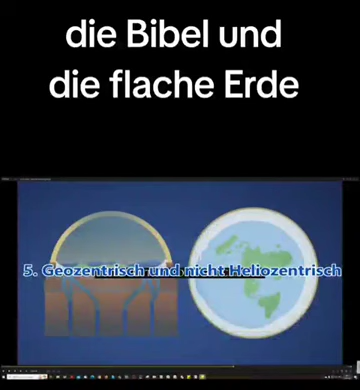 die Bibel und
die flache Erde
5. Geozentrisch und nicht Heliozentrisch